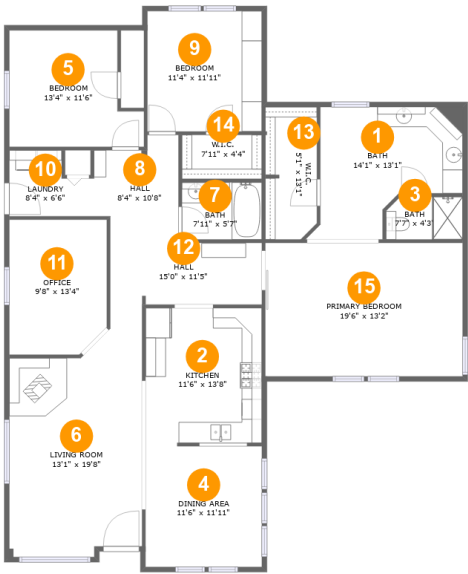 9
BEDROOM
11'4" x 11'11"
5
BEDROOM
13'4" x 11'6"
14
W.I.C.
7'11" x 4'4"
13
W.I.C.
5'1" x 13'1"
1
BATH
14'1" x 13'1"
10
LAUNDRY
8'4" x 6'6"
8
HALL
8'4" x 10'8"
7
BATH
7'11" x 5'7"
3
BATH
7'7" x 4'3"
12
HALL
15'0" x 11'5"
11
OFFICE
9'8" x 13'4"
15
PRIMARY BEDROOM
19'6" x 13'2"
2
KITCHEN
11'6" x 13'8"
6
LIVING ROOM
13'1" x 19'8"
4
DINING AREA
11'6" x 11'11"